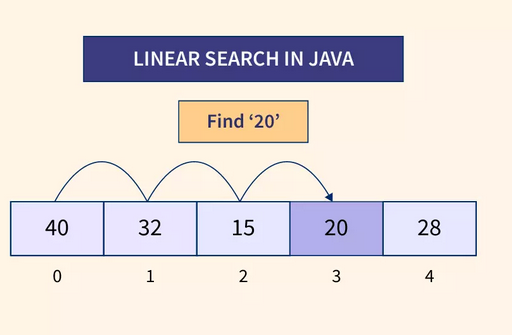 LINEAR SEARCH IN JAVA
Find ‘20’
40 32 15 20 28
0 1 2 3 4